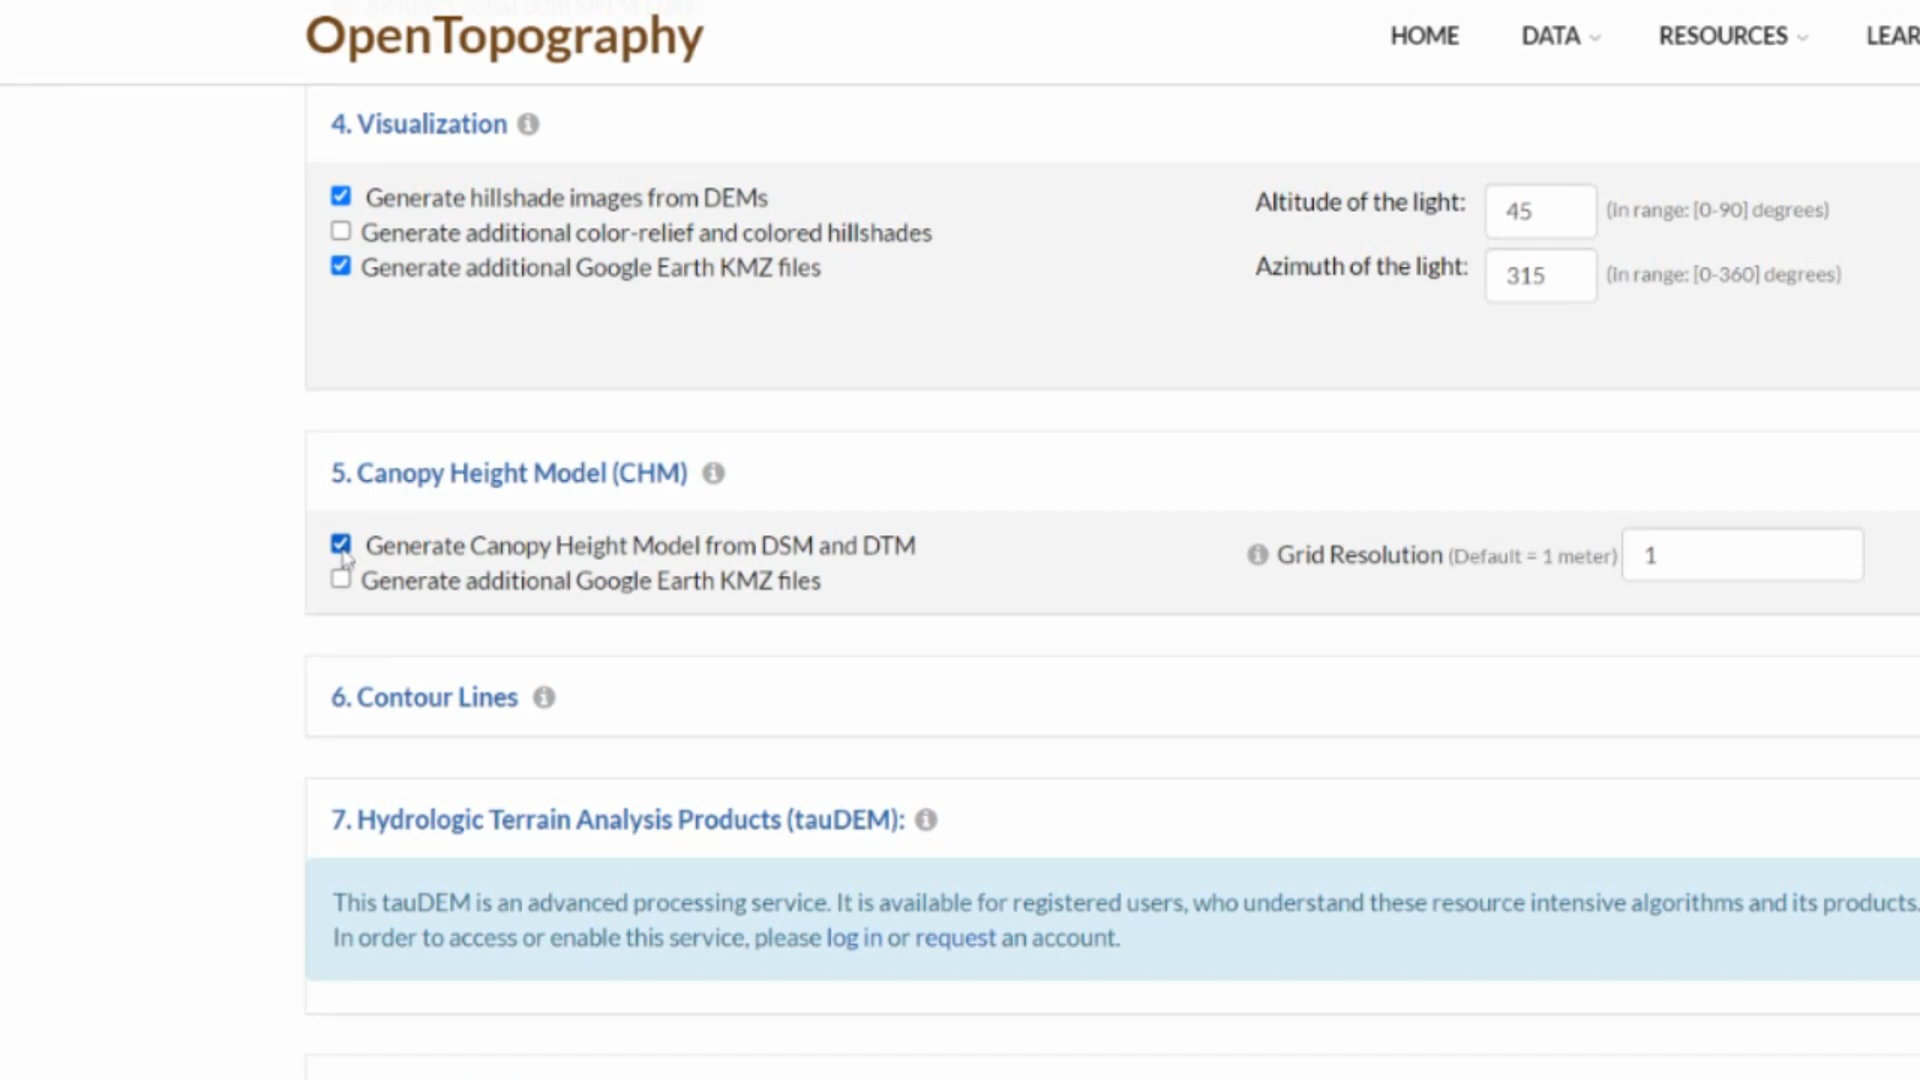 OpenTopography
HOME
DATA
RESOURCES
LEAR
4. Visualization
Generate hillshade images from DEMs
Generate additional color-relief and colored hillshades
Generate additional Google Earth KMZ files
Altitude of the light:
45
(In range: [0-90] degrees)
Azimuth of the light:
315
(In range: [0-360] degrees)
5. Canopy Height Model (CHM)
Generate Canopy Height Model from DSM and DTM
Generate additional Google Earth KMZ files
Grid Resolution (Default = 1 meter)
1
6. Contour Lines
7. Hydrologic Terrain Analysis Products (tauDEM):
This tauDEM is an advanced processing service. It is available for registered users, who understand these resource intensive algorithms and its products.
In order to access or enable this service, please log in or request an account.